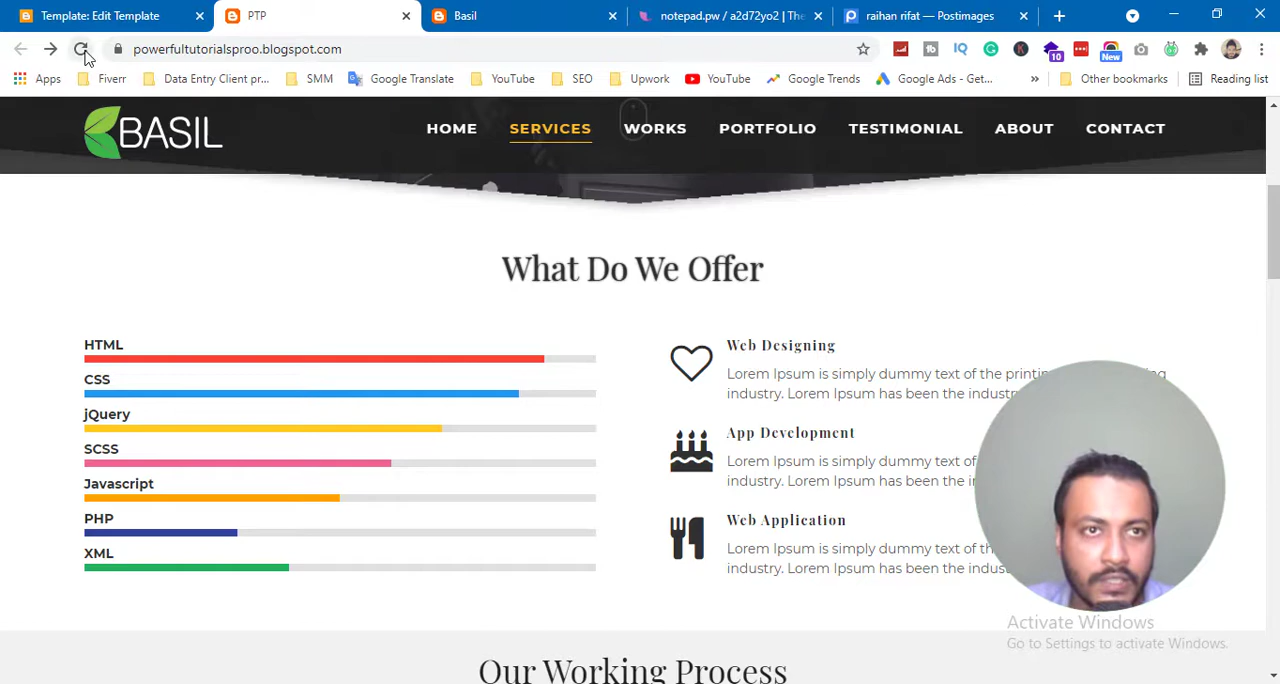 Template: Edit Template
PTP
Basil
notepad.pw / a2d72yo2 | The
raihan rifat — Postimages
powerfultutorialsproo.blogspot.com
10
New
Apps
Fiverr
Data Entry Client pr...
SMM
Google Translate
YouTube
SEO
Upwork
YouTube
Google Trends
Google Ads - Get...
Other bookmarks
Reading list
BASIL
HOME
SERVICES
WORKS
PORTFOLIO
TESTIMONIAL
ABOUT
CONTACT
What Do We Offer
HTML
CSS
jQuery
SCSS
Javascript
PHP
XML
Web Designing
Lorem Ipsum is simply dummy text of the
industry. Lorem Ipsum has been the
App Development
Lorem Ipsum is simply dummy text of
industry. Lorem Ipsum has been the
Web Application
Lorem Ipsum is simply dummy text of
industry. Lorem Ipsum has been the
Activate Windows
Go to Settings to activate Windows.
Our Working Process